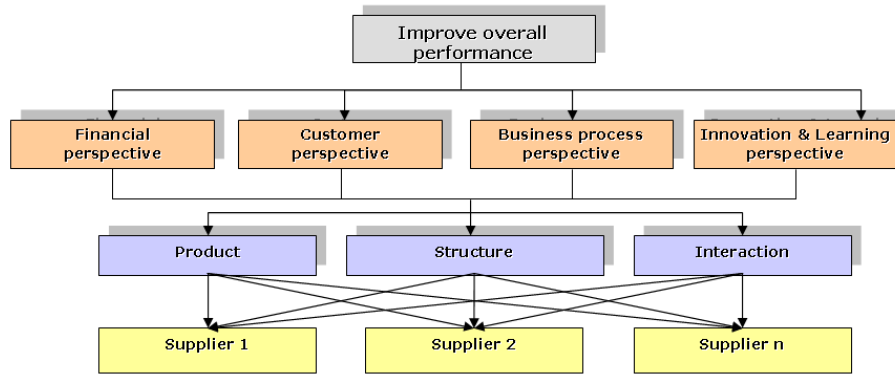 Improve overall
performance
Financial
perspective
Customer
perspective
Business process
perspective
Innovation & Learning
perspective
Product
Structure
Interaction
Supplier 1
Supplier 2
Supplier n